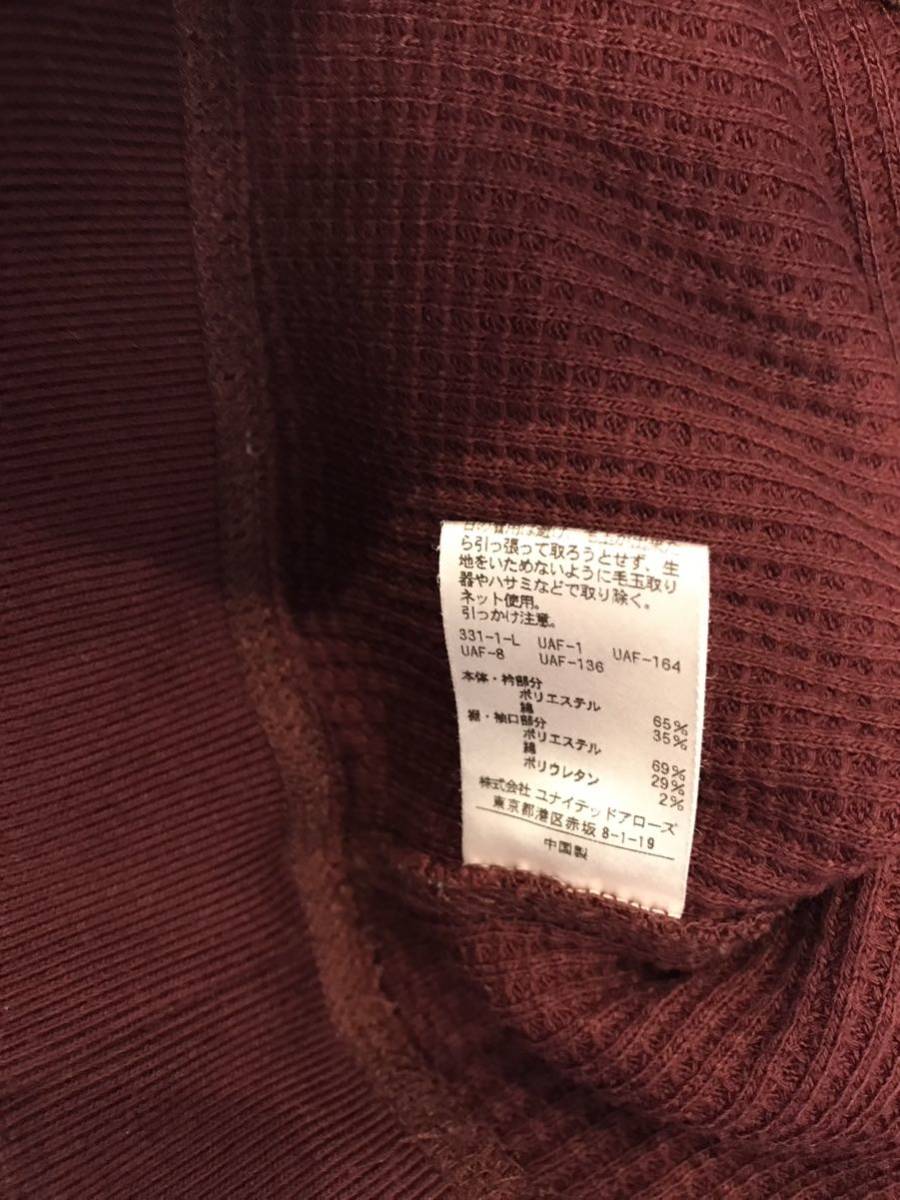 ら引っ張って取ろうとせず、生
地をいためないように毛玉取り
器やハサミなどで取り除く。
ネット使用。
引っかけ注意。
331-1-L UAF-1 UAF-164
UAF-8 UAF-136
本体・衿部分
ポリエステル 65%
綿 35%
裾・袖口部分
ポリエステル 69%
綿 29%
ポリウレタン 2%
株式会社 ユナイテッドアローズ
東京都港区赤坂 8-1-19
中国製